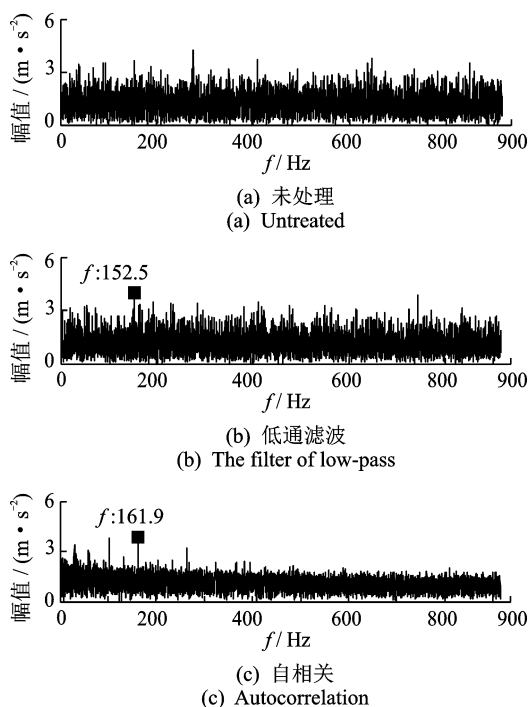 6
3
0
幅值 / (m・s⁻²)
0 200 400 600 800 900
f / Hz
(a) 未处理
(a) Untreated
6
3
0
幅值 / (m・s⁻²)
f:152.5
0 200 400 600 800 900
f / Hz
(b) 低通滤波
(b) The filter of low-pass
6
3
0
幅值 / (m・s⁻²)
f:161.9
0 200 400 600 800 900
f / Hz
(c) 自相关
(c) Autocorrelation